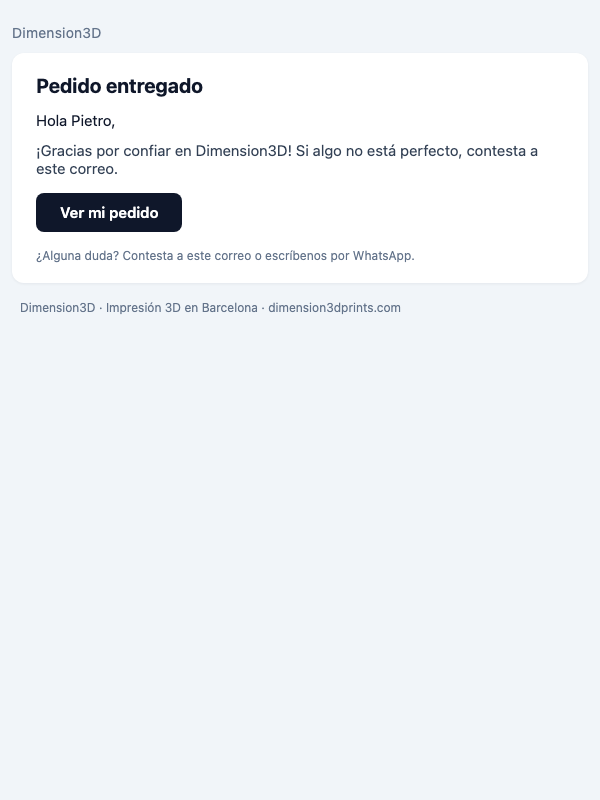 Dimension3D
Pedido entregado
Hola Pietro,
¡Gracias por confiar en Dimension3D! Si algo no está perfecto, contesta a
este correo.
Ver mi pedido
¿Alguna duda? Contesta a este correo o escríbenos por WhatsApp.
Dimension3D · Impresión 3D en Barcelona · dimension3dprints.com